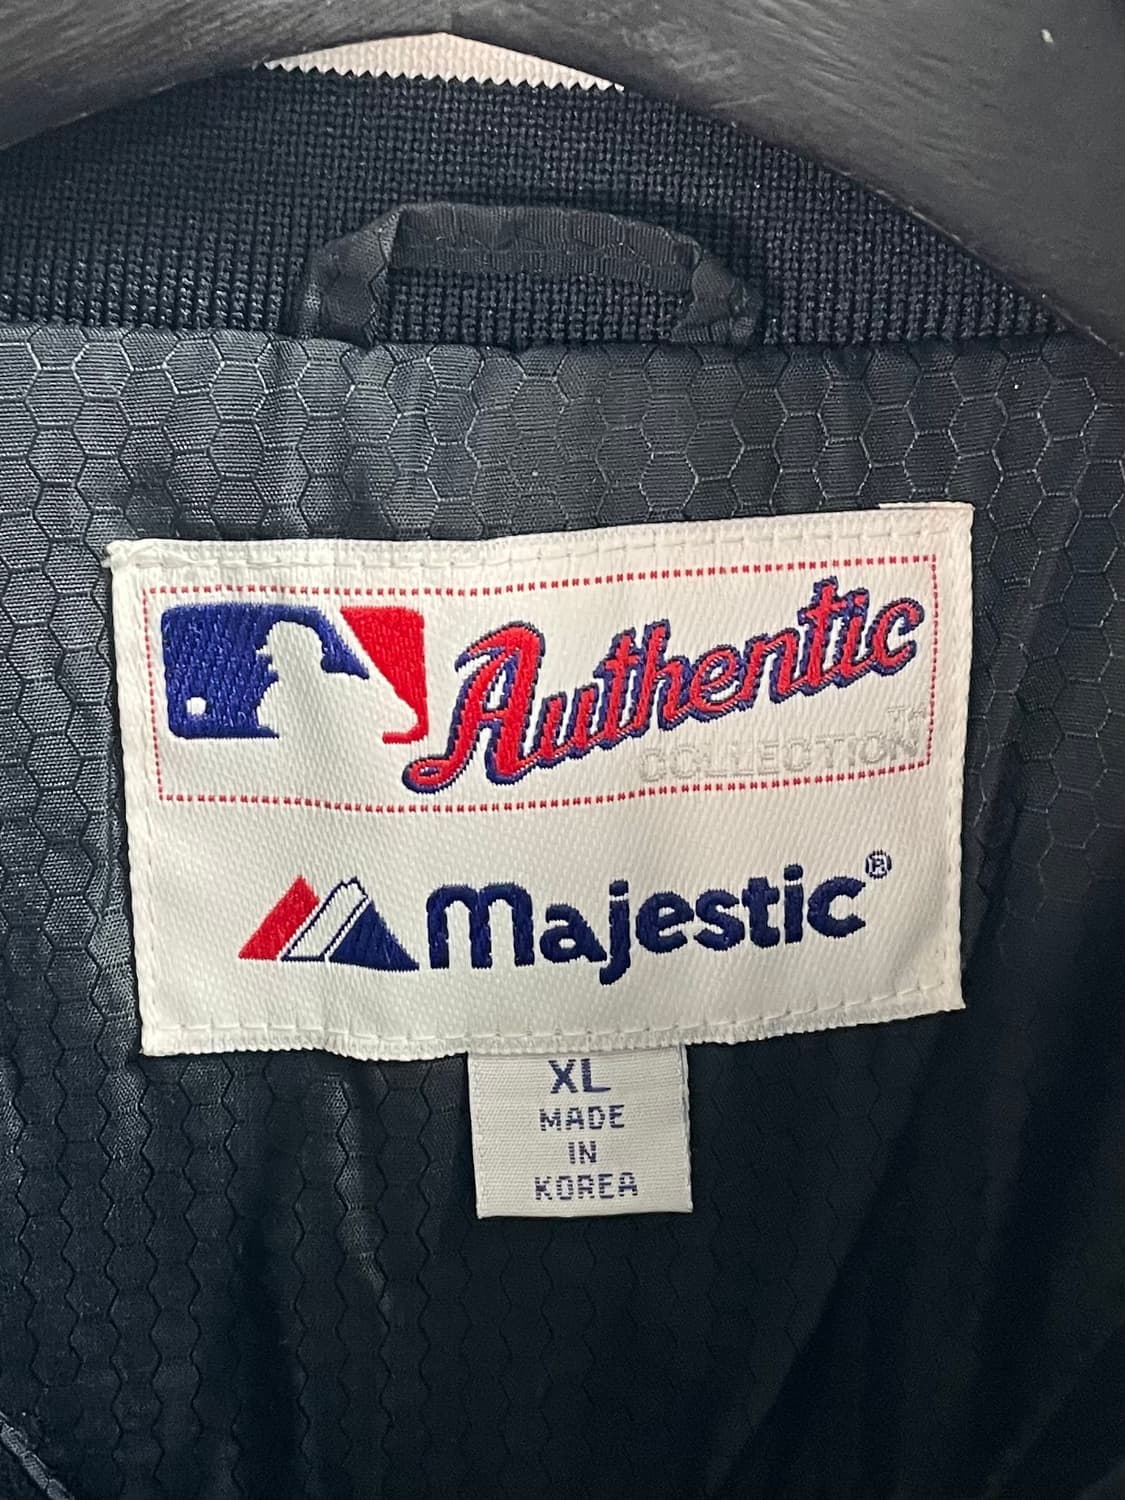 Authentic
TM
COLLECTION
majestic®
XL
MADE
IN
KOREA